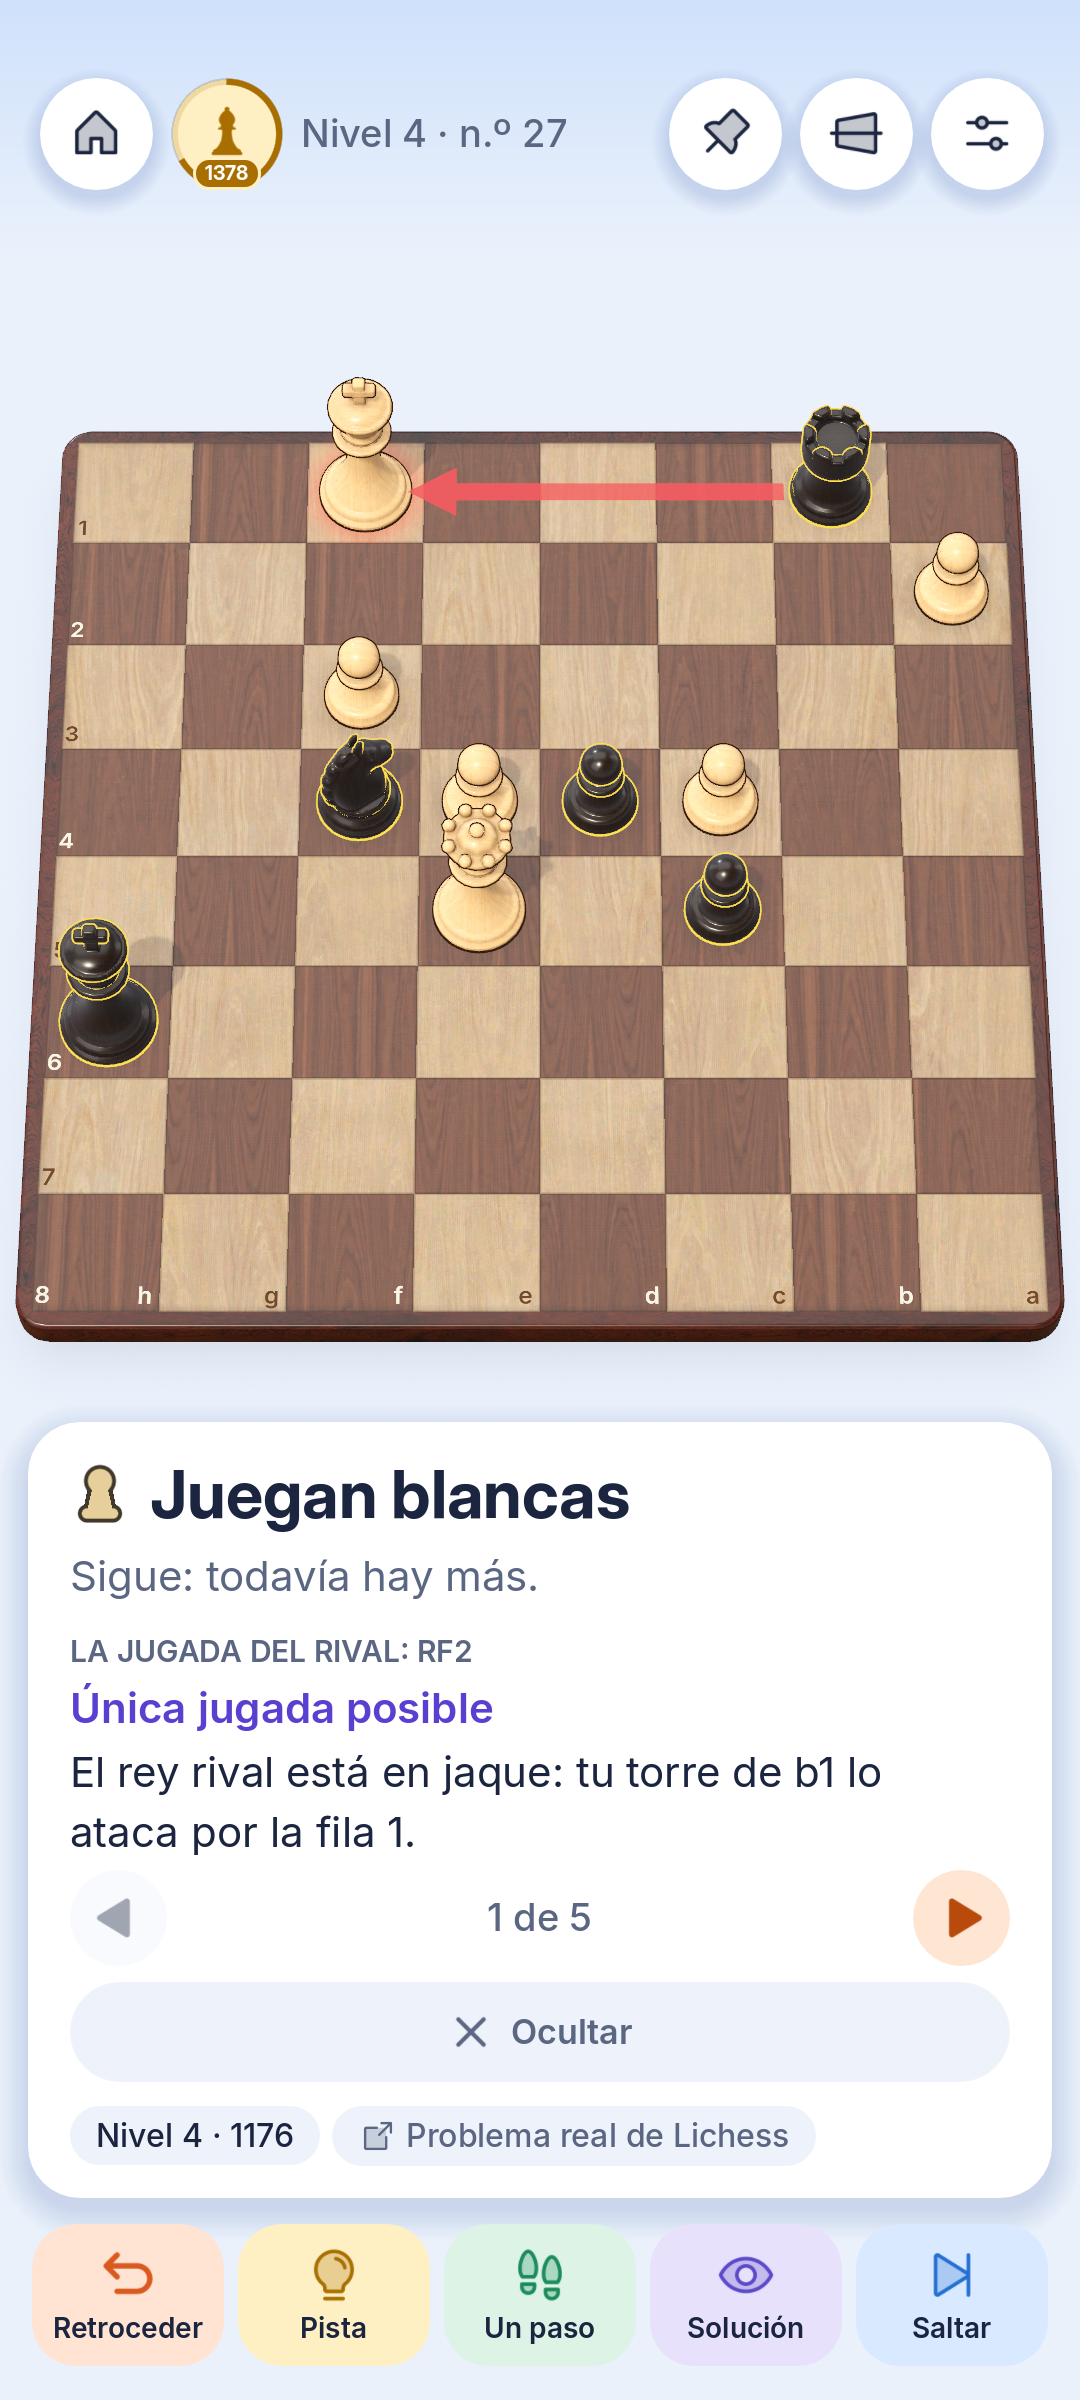 1378
Nivel 4 · n.º 27
1
2
3
4
6
7
8 h g f e d c b a
Juegan blancas
Sigue: todavía hay más.
LA JUGADA DEL RIVAL: RF2
Única jugada posible
El rey rival está en jaque: tu torre de b1 lo
ataca por la fila 1.
1 de 5
Ocultar
Nivel 4 · 1176
Problema real de Lichess
Retroceder
Pista
Un paso
Solución
Saltar